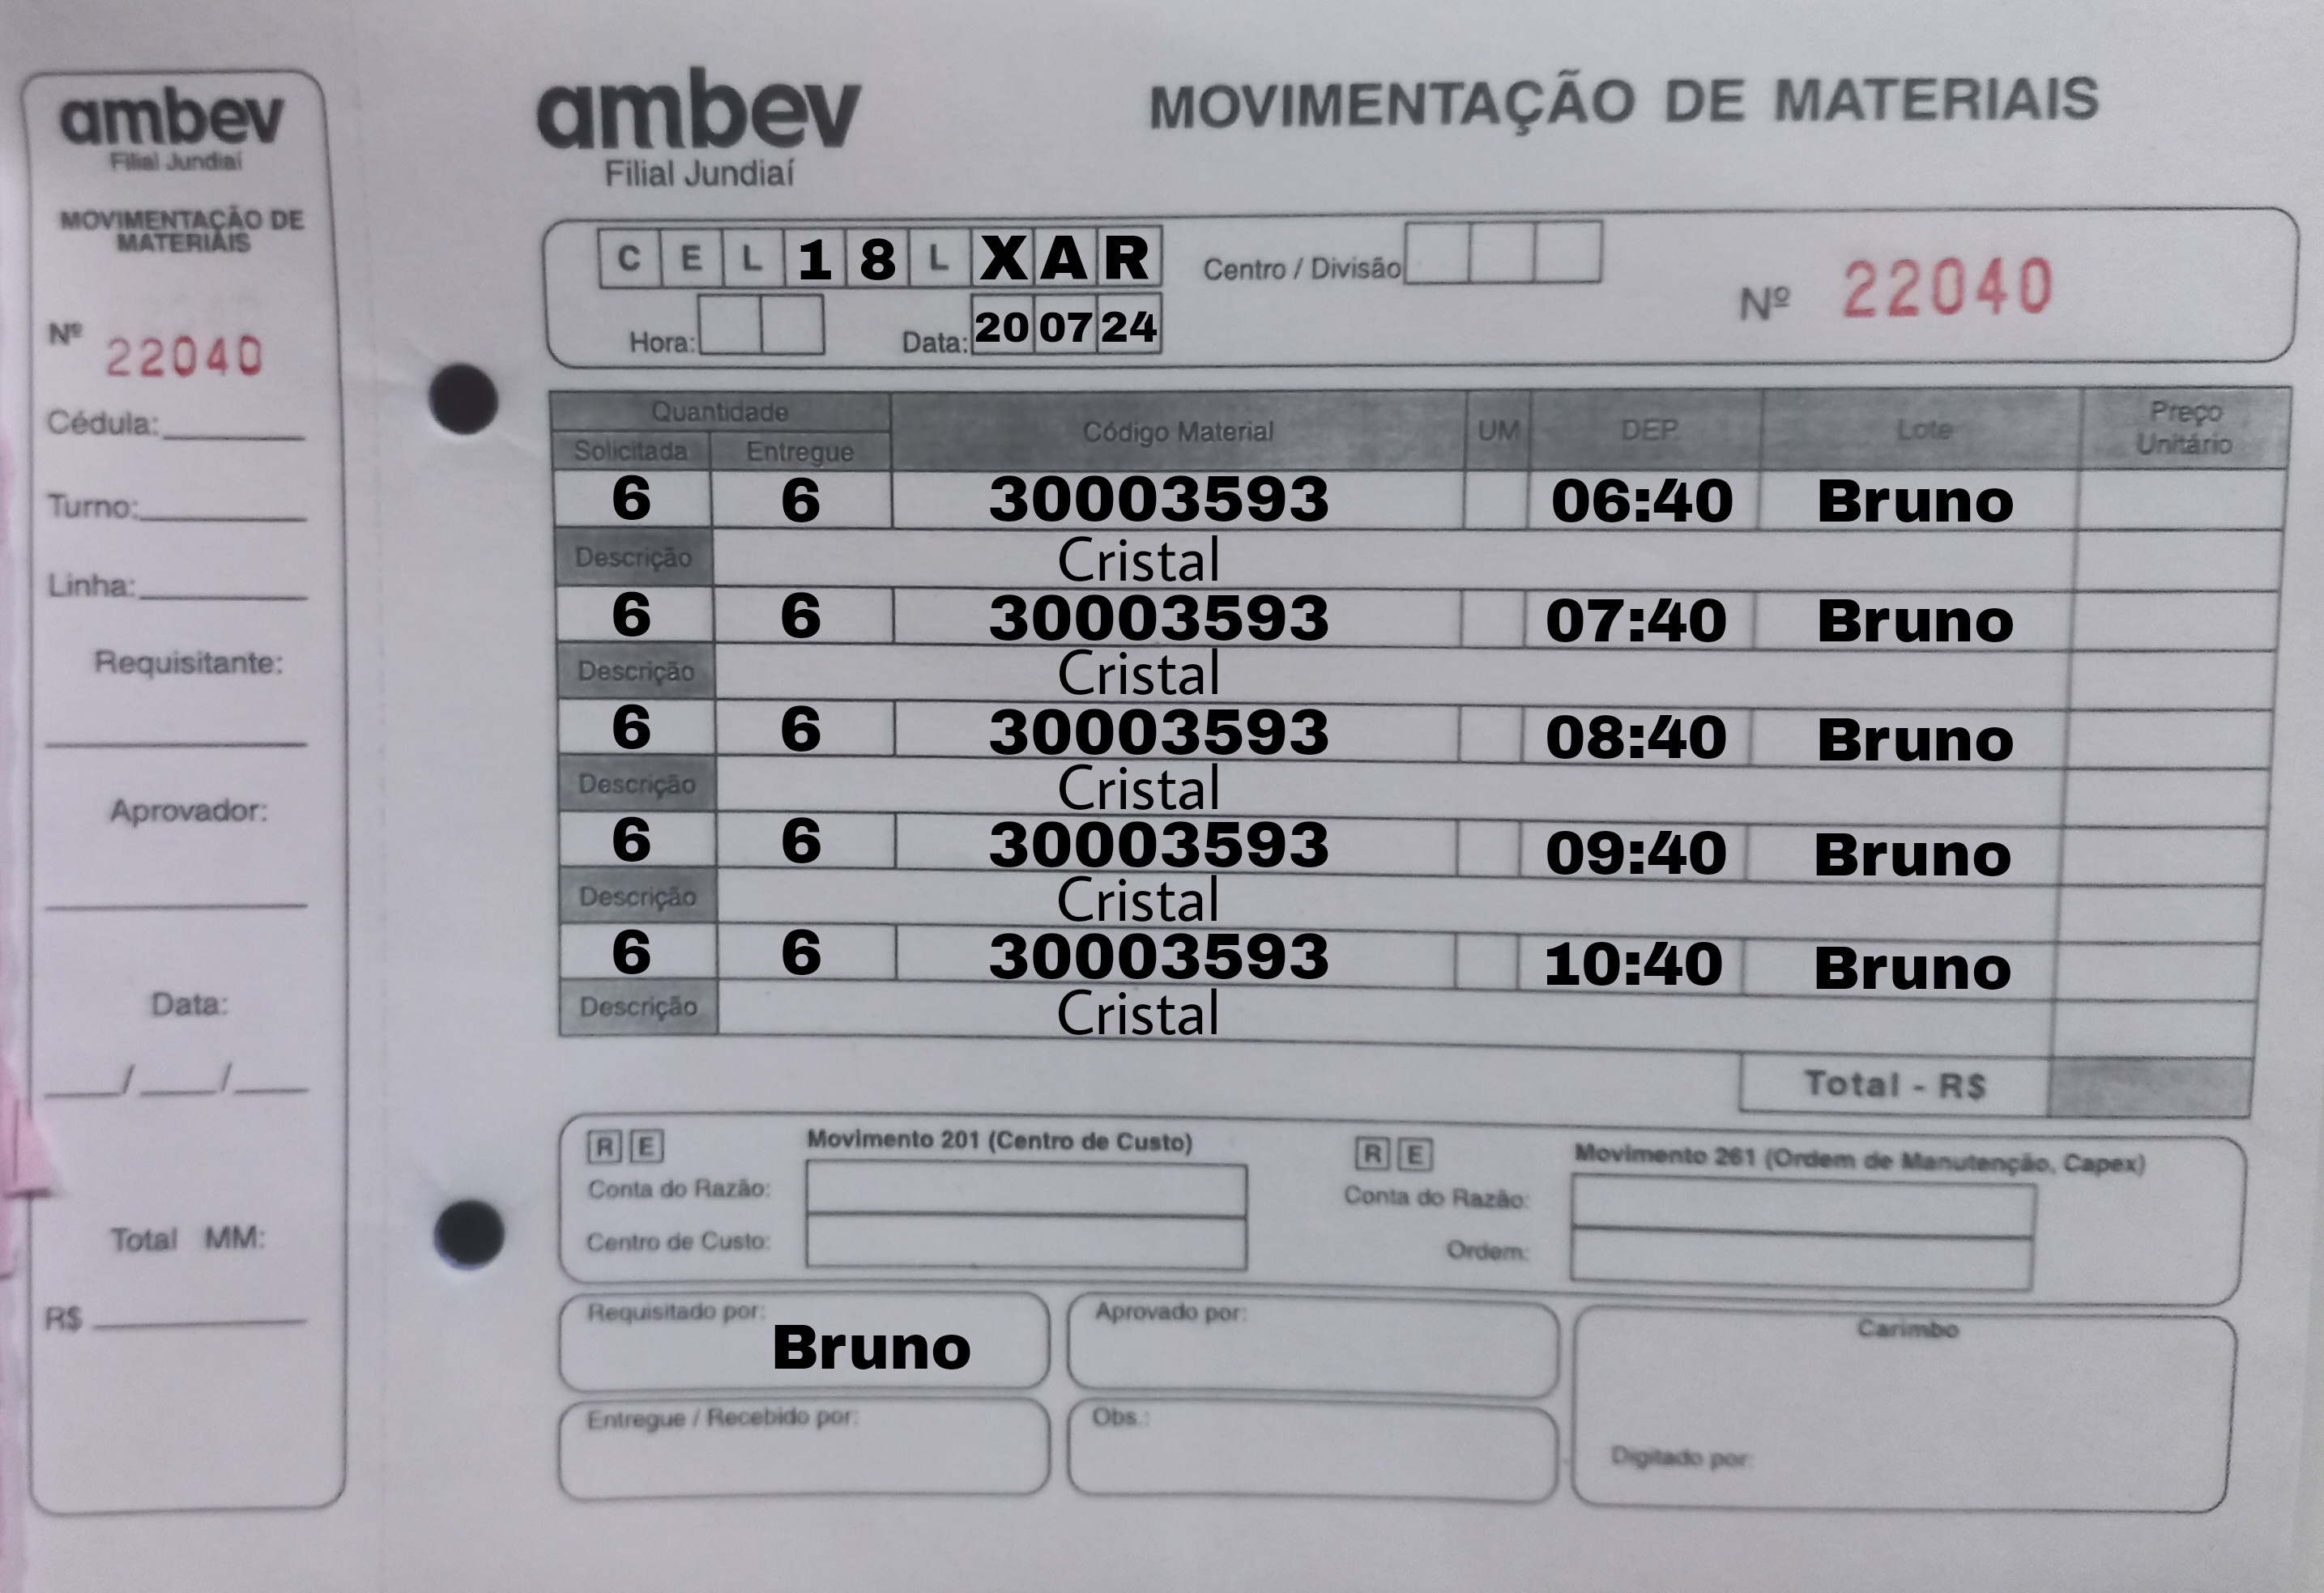 ambev
Filial Jundiaí
MOVIMENTAÇÃO DE
MATERIAIS
Nº 22040
Cédula:
Turno:
Linha:
Requisitante:
Aprovador:
Data:
/ /
Total MM:
R$
ambev
Filial Jundiaí
MOVIMENTAÇÃO DE MATERIAIS
C E L 1 8 L X A R Centro / Divisão
Nº 22040
Hora: Data: 20 07 24
Quantidade Código Material UM DEP. Lote Preço Unitário
Solicitada Entregue
6 6 30003593 06:40 Bruno
Descrição Cristal
6 6 30003593 07:40 Bruno
Descrição Cristal
6 6 30003593 08:40 Bruno
Descrição Cristal
6 6 30003593 09:40 Bruno
Descrição Cristal
6 6 30003593 10:40 Bruno
Descrição Cristal
Total - R$
R E Movimento 201 (Centro de Custo)
Conta do Razão:
Centro de Custo:
R E Movimento 261 (Ordem de Manutenção, Capex)
Conta do Razão:
Ordem:
Requisitado por: Bruno
Aprovado por:
Carimbo
Entregue / Recebido por:
Obs.:
Digitado por: